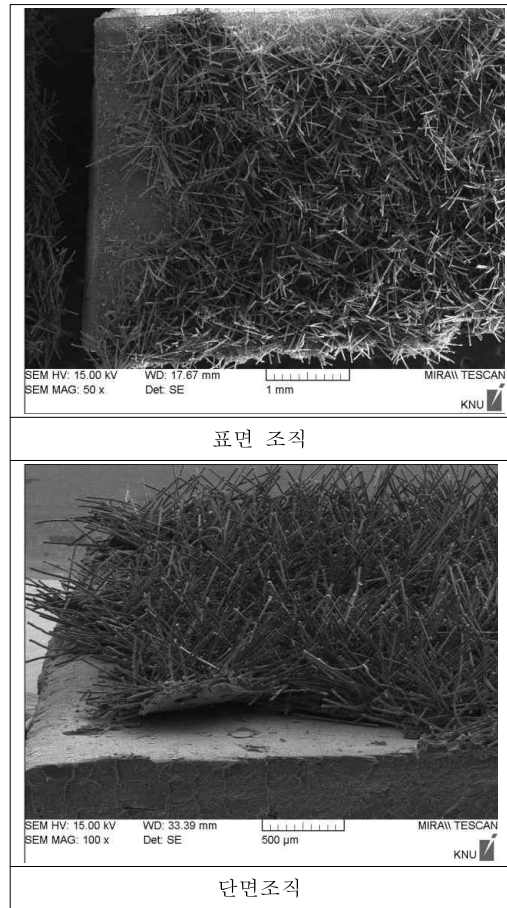 SEM HV: 15.00 kV WD: 17.67 mm MIRA\\ TESCAN
SEM MAG: 50 x Det: SE 1 mm
KNU
표면 조직
SEM HV: 15.00 kV WD: 33.39 mm MIRA\\ TESCAN
SEM MAG: 100 x Det: SE 500 µm
KNU
단면조직